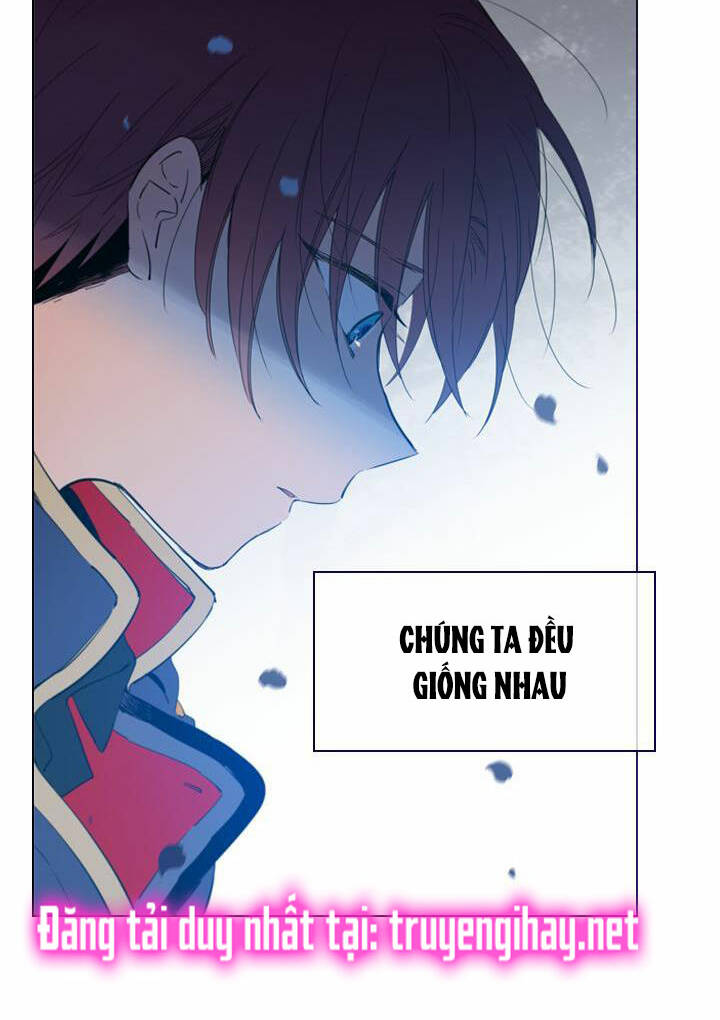 CHÚNG TA ĐỀU
GIỐNG NHAU
Đăng tải duy nhất tại: truyengihay.net